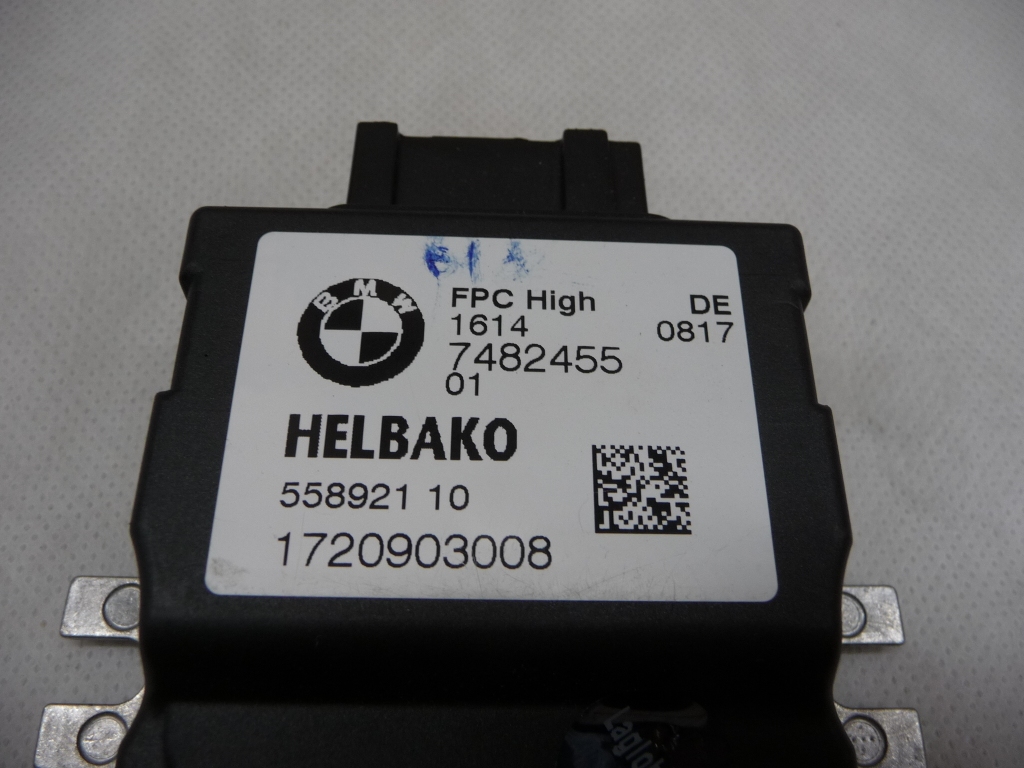 BMW
FPC High
DE
1614
0817
7482455
01
HELBAKO
558921 10
1720903008